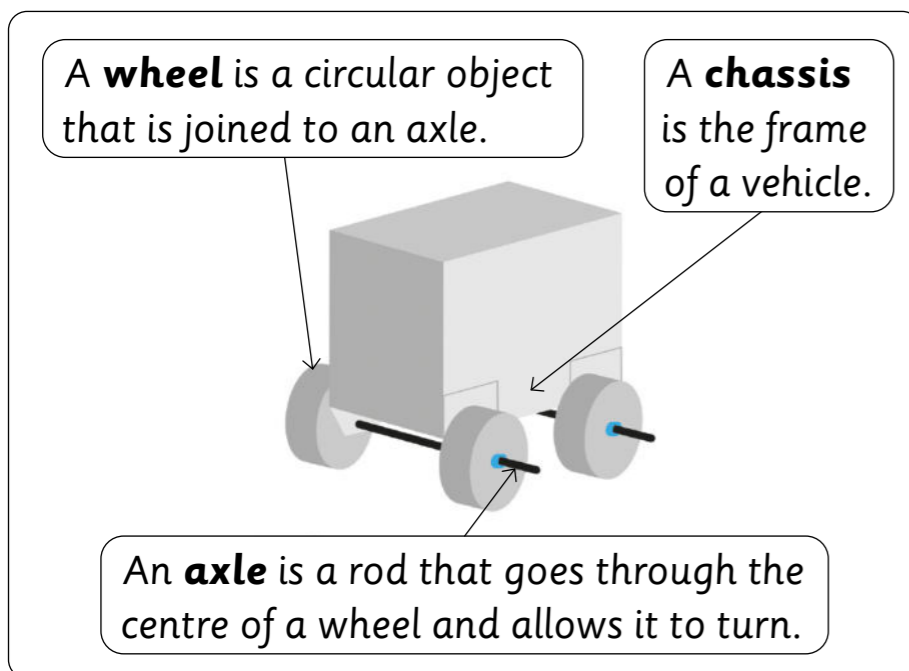 A wheel is a circular object
that is joined to an axle.
A chassis
is the frame
of a vehicle.
An axle is a rod that goes through the
centre of a wheel and allows it to turn.